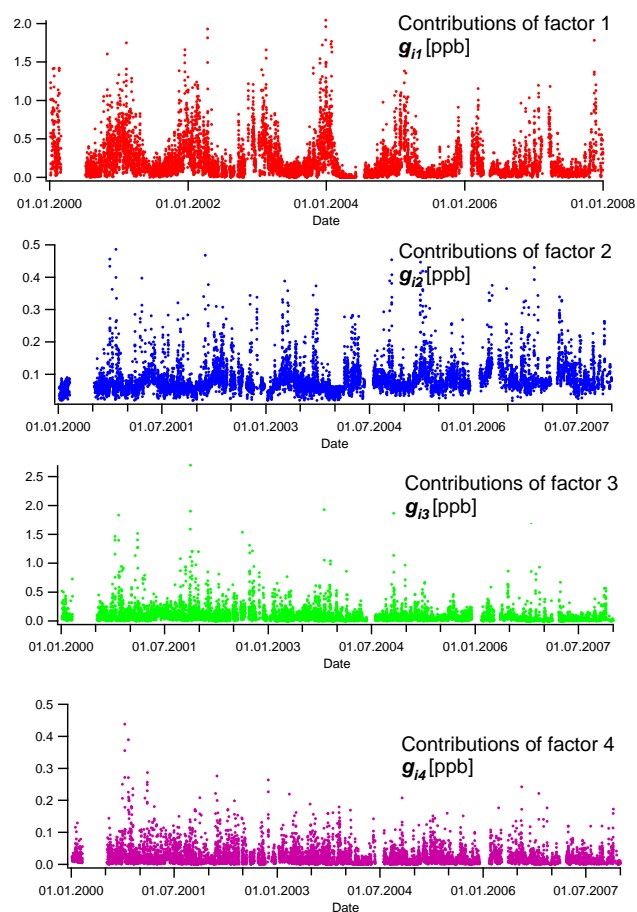 Contributions of factor 1
gi1 [ppb]
2.0
1.5
1.0
0.5
0.0
01.01.2000 01.01.2002 01.01.2004 01.01.2006 01.01.2008
Date
Contributions of factor 2
gi2 [ppb]
0.5
0.4
0.3
0.2
0.1
01.01.2000 01.07.2001 01.01.2003 01.07.2004 01.01.2006 01.07.2007
Date
Contributions of factor 3
gi3 [ppb]
2.5
2.0
1.5
1.0
0.5
0.0
01.01.2000 01.07.2001 01.01.2003 01.07.2004 01.01.2006 01.07.2007
Date
Contributions of factor 4
gi4 [ppb]
0.5
0.4
0.3
0.2
0.1
0.0
01.01.2000 01.07.2001 01.01.2003 01.07.2004 01.01.2006 01.07.2007
Date